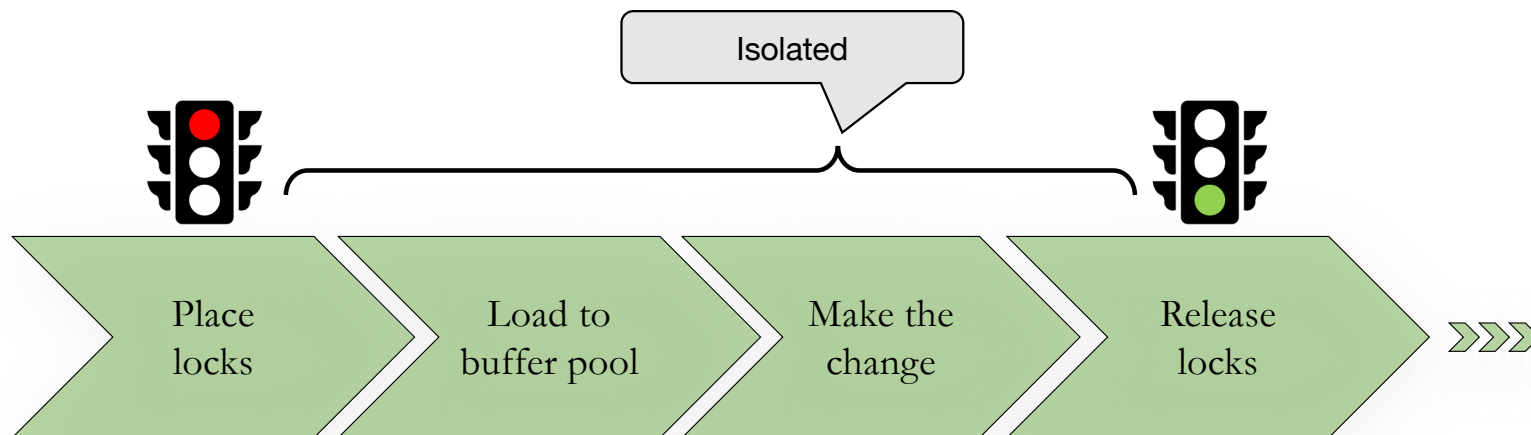 Isolated
Place
locks
Load to
buffer pool
Make the
change
Release
locks